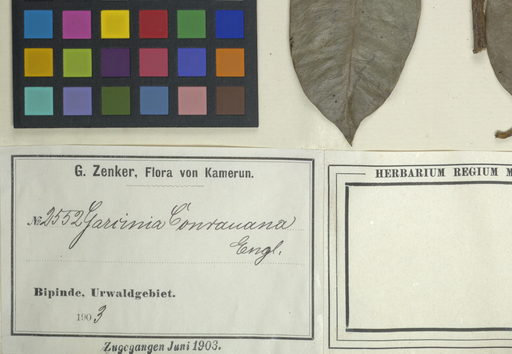 G. Zenker, Flora von Kamerun.
No. 2552 Garcinia Conrauana
Engl.
Bipinde, Urwaldgebiet.
1903
Zugegangen Juni 1903.
HERBARIUM REGIUM M